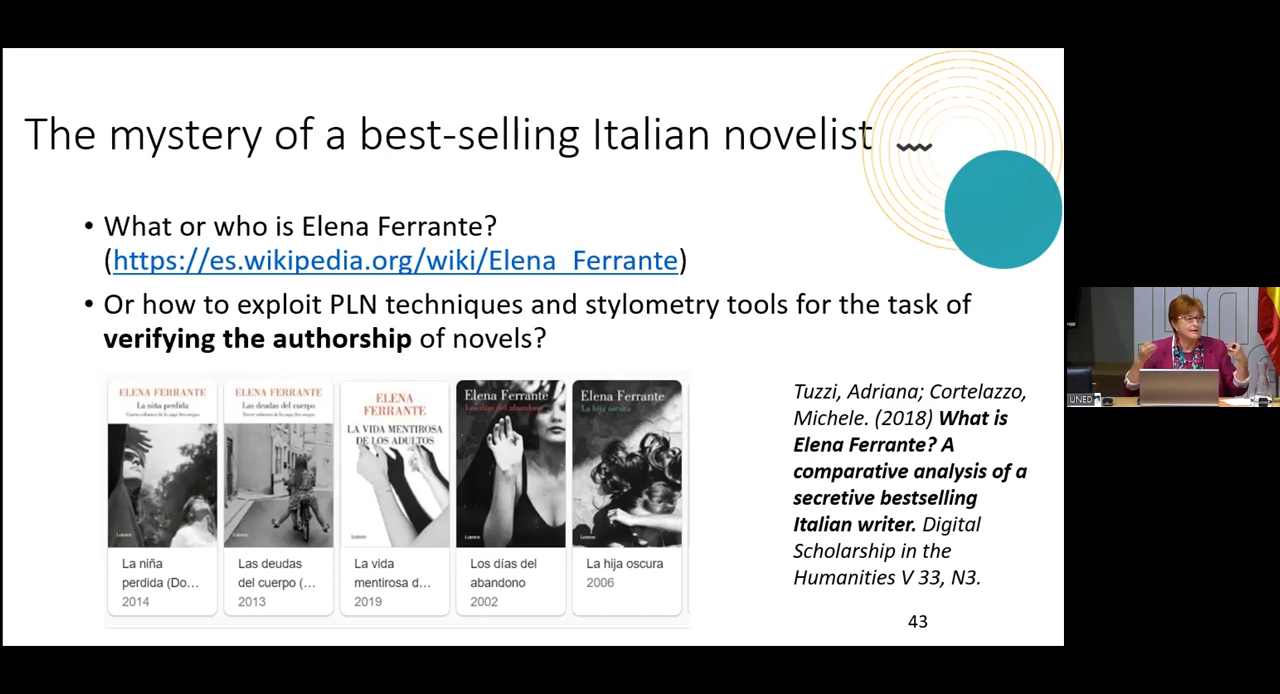 The mystery of a best-selling Italian novelist
• What or who is Elena Ferrante?
(https://es.wikipedia.org/wiki/Elena_Ferrante)
• Or how to exploit PLN techniques and stylometry tools for the task of
verifying the authorship of novels?
ELENA FERRANTE
La niña perdida
La niña
perdida (Do...
2014
ELENA FERRANTE
Las deudas del cuerpo
Las deudas
del cuerpo (...
2013
ELENA
FERRANTE
LA VIDA MENTIROSA
DE LOS ADULTOS
La vida
mentirosa d...
2019
Elena Ferrante
Los días del abandono
Los días del
abandono
2002
Elena Ferrante
La hija oscura
La hija oscura
2006
Tuzzi, Adriana; Cortelazzo,
Michele. (2018) What is
Elena Ferrante? A
comparative analysis of a
secretive bestselling
Italian writer. Digital
Scholarship in the
Humanities V 33, N3.
43
UNED